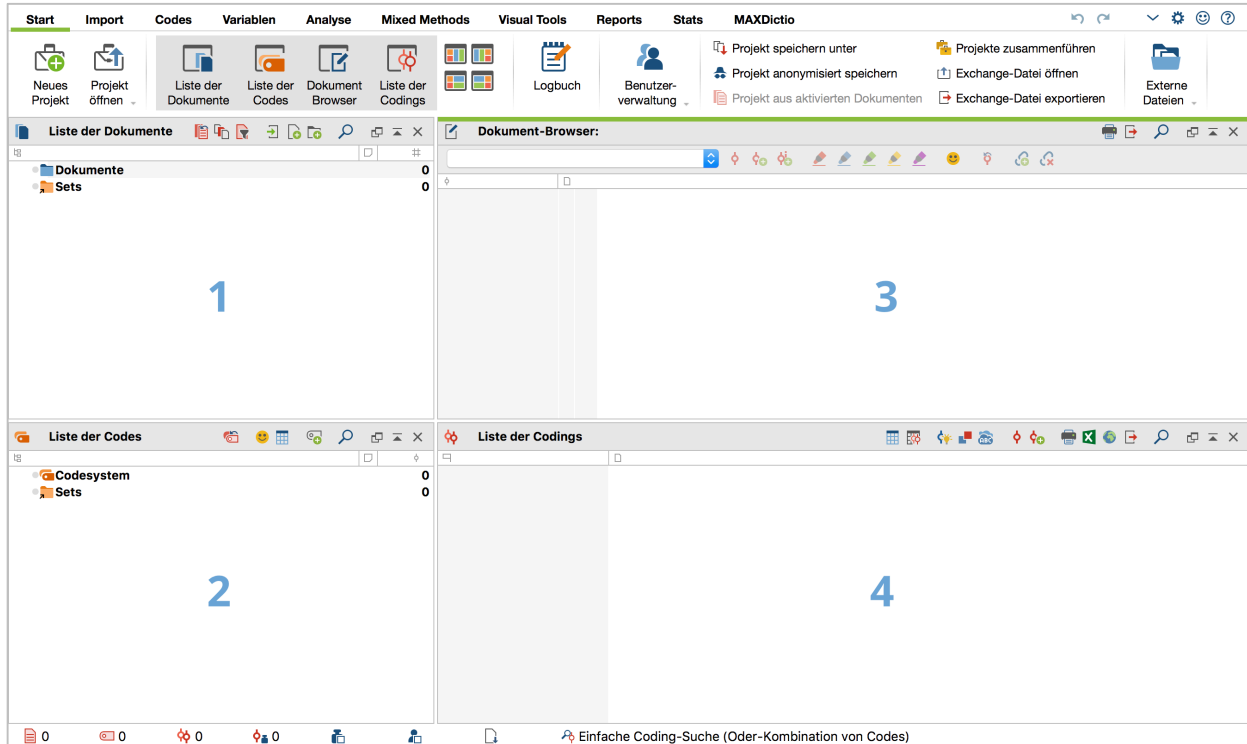 Start Import Codes Variablen Analyse Mixed Methods Visual Tools Reports Stats MAXDictio
Neues Projekt
Projekt öffnen
Liste der Dokumente
Liste der Codes
Dokument Browser
Liste der Codings
Logbuch
Benutzer-
verwaltung
Projekt speichern unter
Projekt anonymisiert speichern
Projekt aus aktivierten Dokumenten
Projekte zusammenführen
Exchange-Datei öffnen
Exchange-Datei exportieren
Externe Dateien
Liste der Dokumente
#
Dokumente 0
Sets 0
1
Dokument-Browser:
3
Liste der Codes
Codesystem 0
Sets 0
2
Liste der Codings
ABC
X
4
0 0 0 0 Einfache Coding-Suche (Oder-Kombination von Codes)